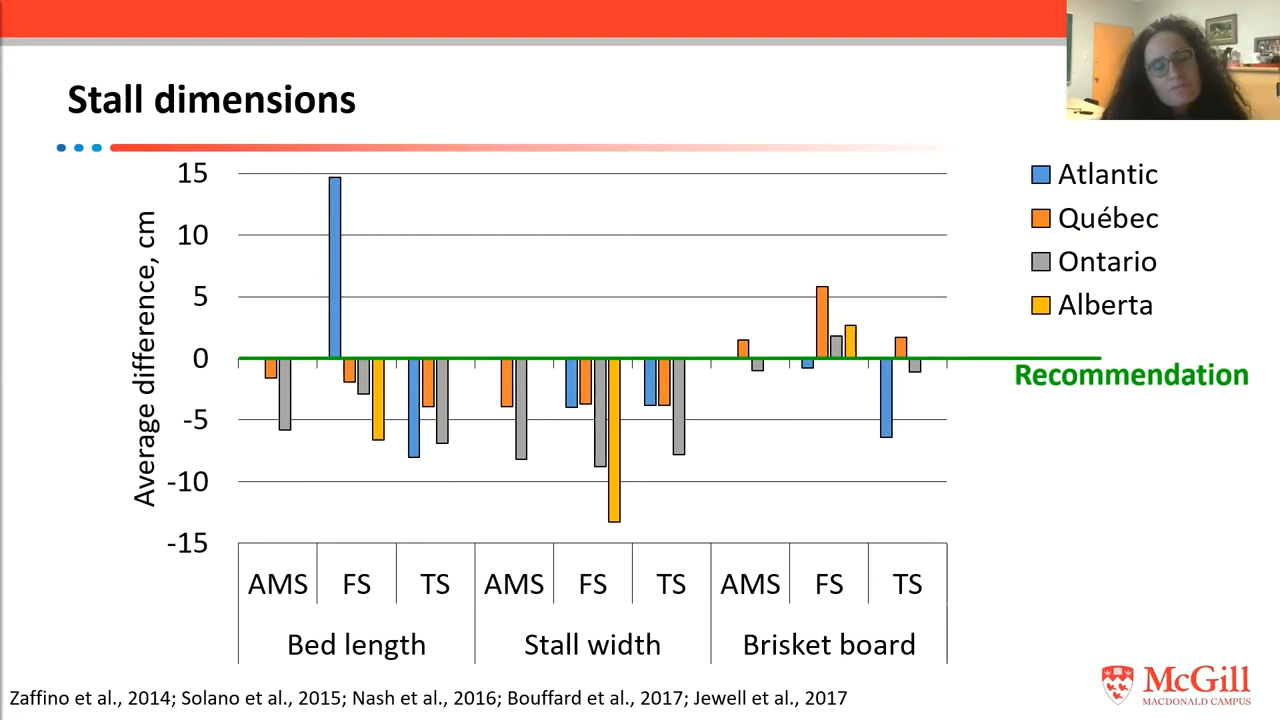 Stall dimensions
Average difference, cm
15
10
5
0
-5
-10
-15
AMS FS TS AMS FS TS AMS FS TS
Bed length Stall width Brisket board
Atlantic
Québec
Ontario
Alberta
Recommendation
Zaffino et al., 2014; Solano et al., 2015; Nash et al., 2016; Bouffard et al., 2017; Jewell et al., 2017
McGill
MACDONALD CAMPUS